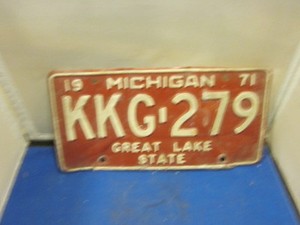 19 MICHIGAN 71
KKG-279
GREAT LAKE
STATE